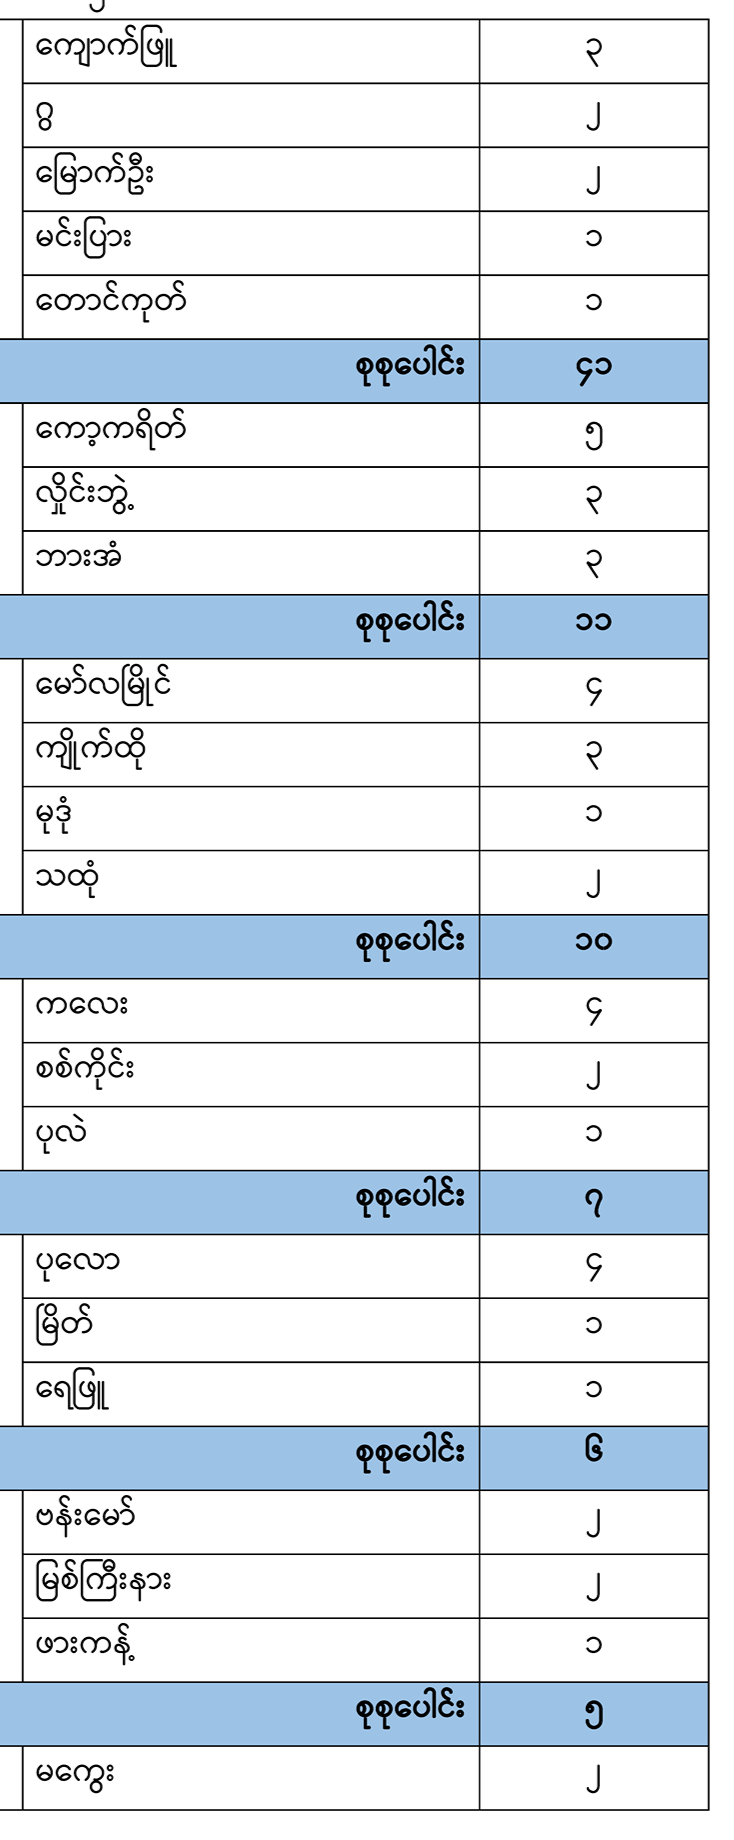 ကျောက်ဖြူ ၃
ဂွ ၂
မြောက်ဦး ၂
မင်းပြား ၁
တောင်ကုတ် ၁
စုစုပေါင်း ၄၁
ကော့ကရိတ် ၅
လှိုင်းဘွဲ့ ၃
ဘားအံ ၃
စုစုပေါင်း ၁၁
မော်လမြိုင် ၄
ကျိုက်ထို ၃
မုဒုံ ၁
သထုံ ၂
စုစုပေါင်း ၁၀
ကလေး ၄
စစ်ကိုင်း ၂
ပုလဲ ၁
စုစုပေါင်း ၇
ပုလော ၄
မြိတ် ၁
ရေဖြူ ၁
စုစုပေါင်း ၆
ဗန်းမော် ၂
မြစ်ကြီးနား ၂
ဖားကန့် ၁
စုစုပေါင်း ၅
မကွေး ၂